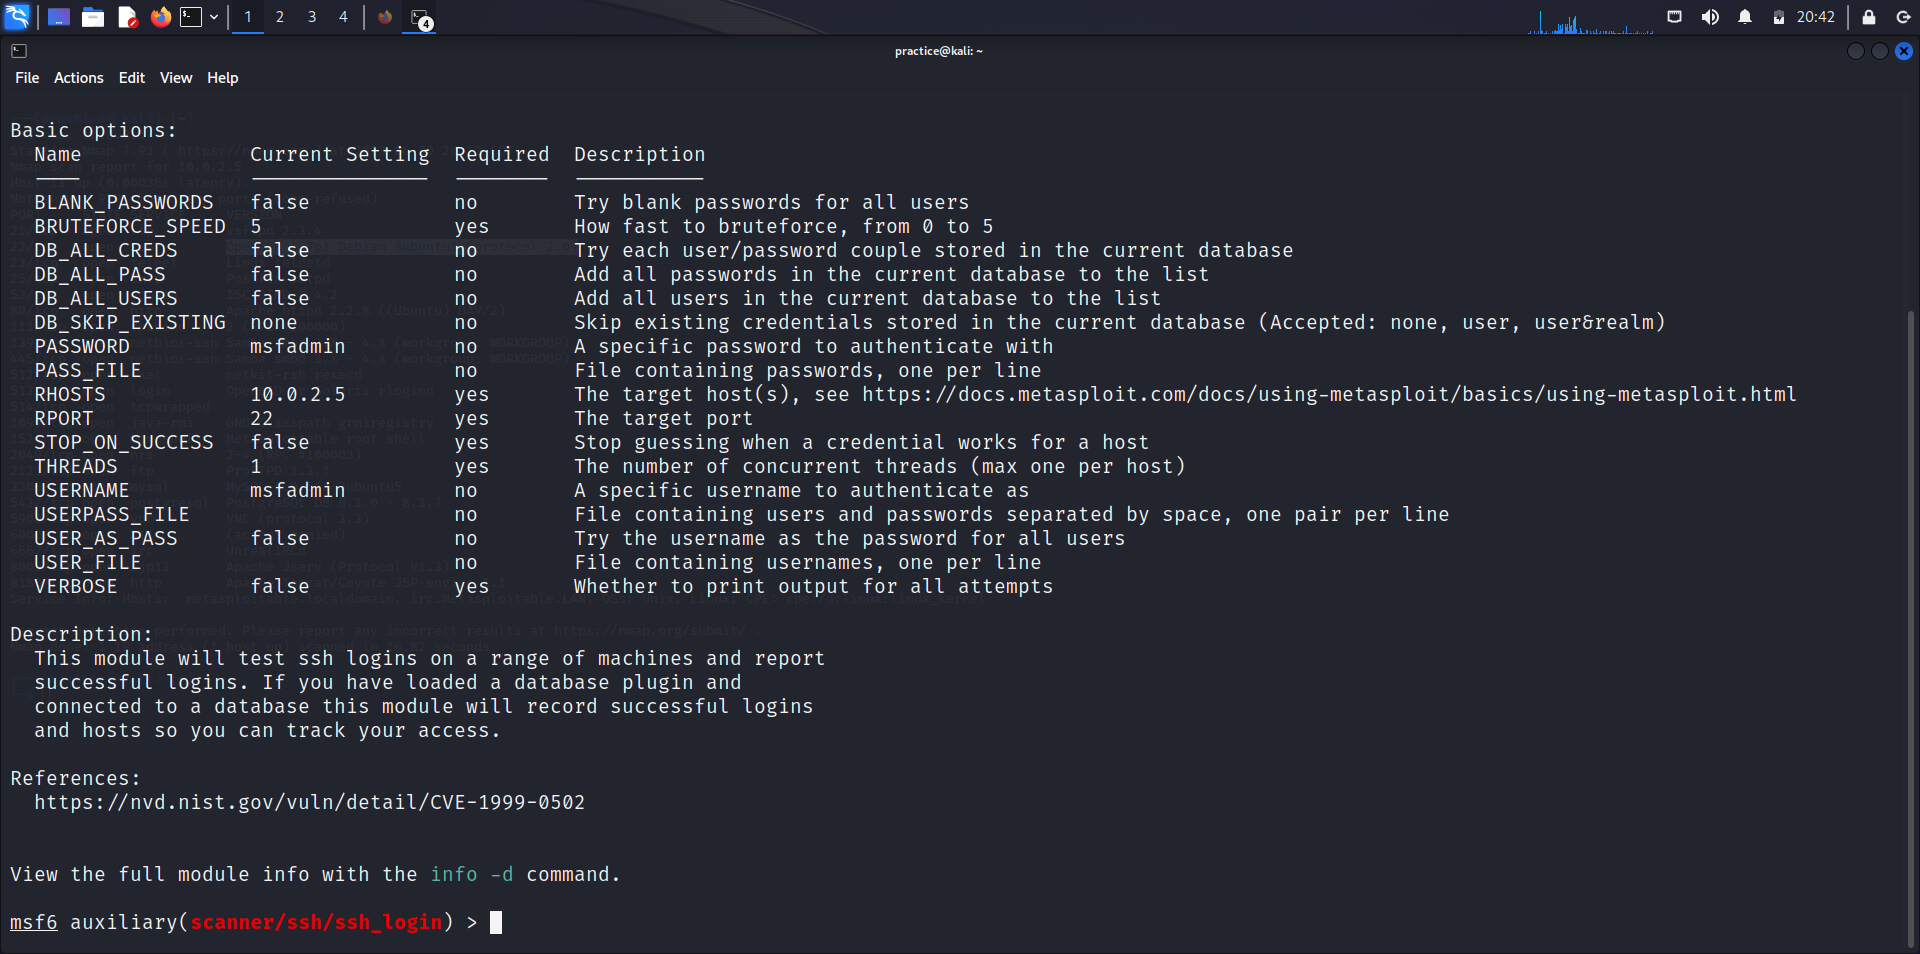 1 2 3 4 4 20:42
practice@kali: ~
File Actions Edit View Help
Basic options:
Name Current Setting Required Description
BLANK_PASSWORDS false no Try blank passwords for all users
BRUTEFORCE_SPEED 5 yes How fast to bruteforce, from 0 to 5
DB_ALL_CREDS false no Try each user/password couple stored in the current database
DB_ALL_PASS false no Add all passwords in the current database to the list
DB_ALL_USERS false no Add all users in the current database to the list
DB_SKIP_EXISTING none no Skip existing credentials stored in the current database (Accepted: none, user, user&realm)
PASSWORD msfadmin no A specific password to authenticate with
PASS_FILE no File containing passwords, one per line
RHOSTS 10.0.2.5 yes The target host(s), see https://docs.metasploit.com/docs/using-metasploit/basics/using-metasploit.html
RPORT 22 yes The target port
STOP_ON_SUCCESS false yes Stop guessing when a credential works for a host
THREADS 1 yes The number of concurrent threads (max one per host)
USERNAME msfadmin no A specific username to authenticate as
USERPASS_FILE no File containing users and passwords separated by space, one pair per line
USER_AS_PASS false no Try the username as the password for all users
USER_FILE no File containing usernames, one per line
VERBOSE false yes Whether to print output for all attempts
Description:
This module will test ssh logins on a range of machines and report
successful logins. If you have loaded a database plugin and
connected to a database this module will record successful logins
and hosts so you can track your access.
References:
https://nvd.nist.gov/vuln/detail/CVE-1999-0502
View the full module info with the info -d command.
msf6 auxiliary(scanner/ssh/ssh_login) >